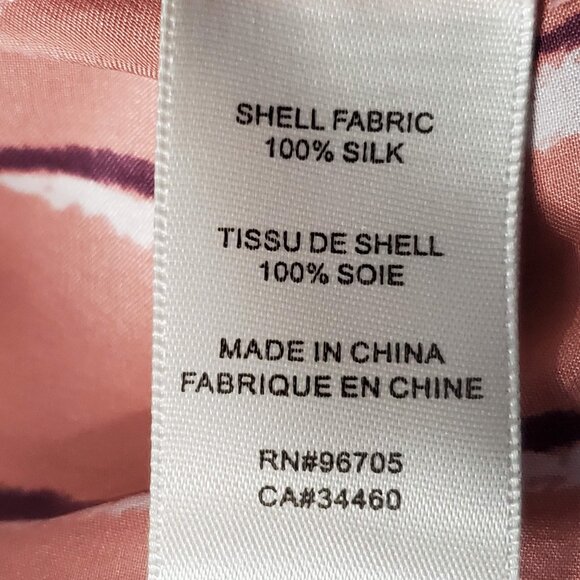 SHELL FABRIC
100% SILK
TISSU DE SHELL
100% SOIE
MADE IN CHINA
FABRIQUE EN CHINE
RN#96705
CA#34460